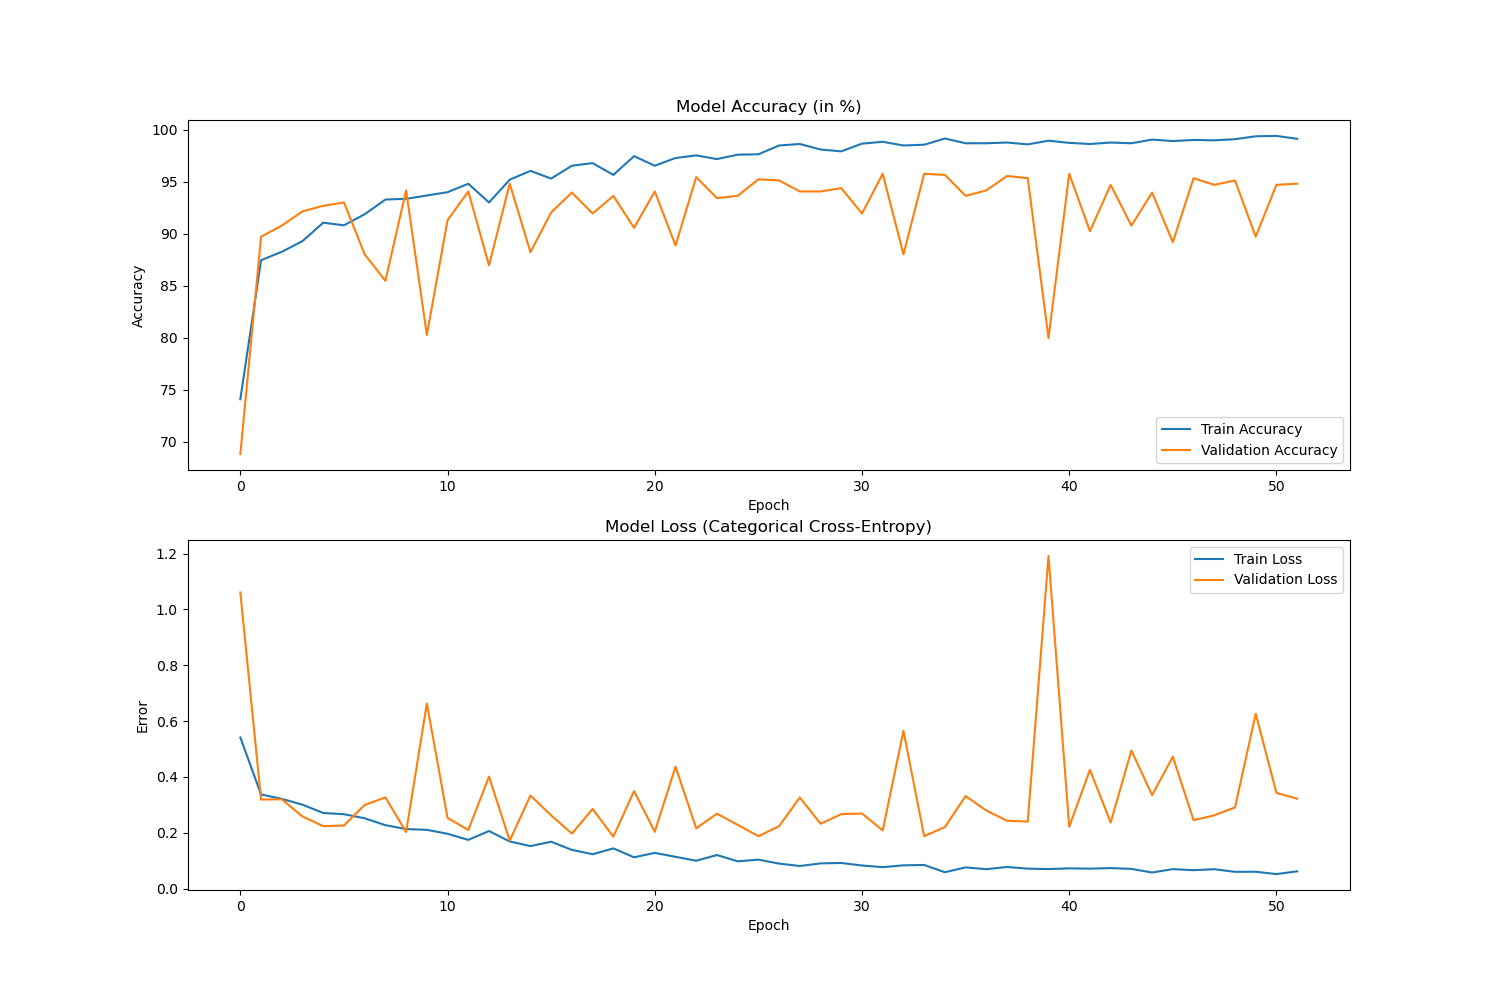 Model Accuracy (in %)
100
95
90
85
80
75
70
Accuracy
Train Accuracy
Validation Accuracy
0 10 20 30 40 50
Epoch
Model Loss (Categorical Cross-Entropy)
1.2
1.0
0.8
0.6
0.4
0.2
0.0
Error
Train Loss
Validation Loss
0 10 20 30 40 50
Epoch